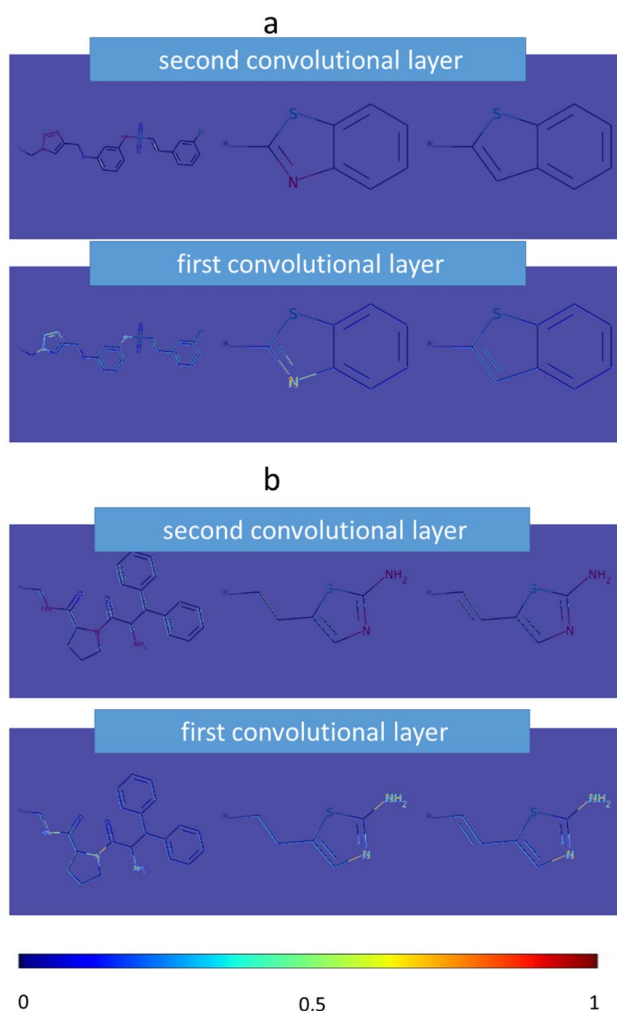 a
second convolutional layer
* S N * S
first convolutional layer
* S N * S
b
second convolutional layer
NH N NH₂ * S N NH₂ * S N NH₂
first convolutional layer
* S N NH₂ * S N NH₂
0 0.5 1